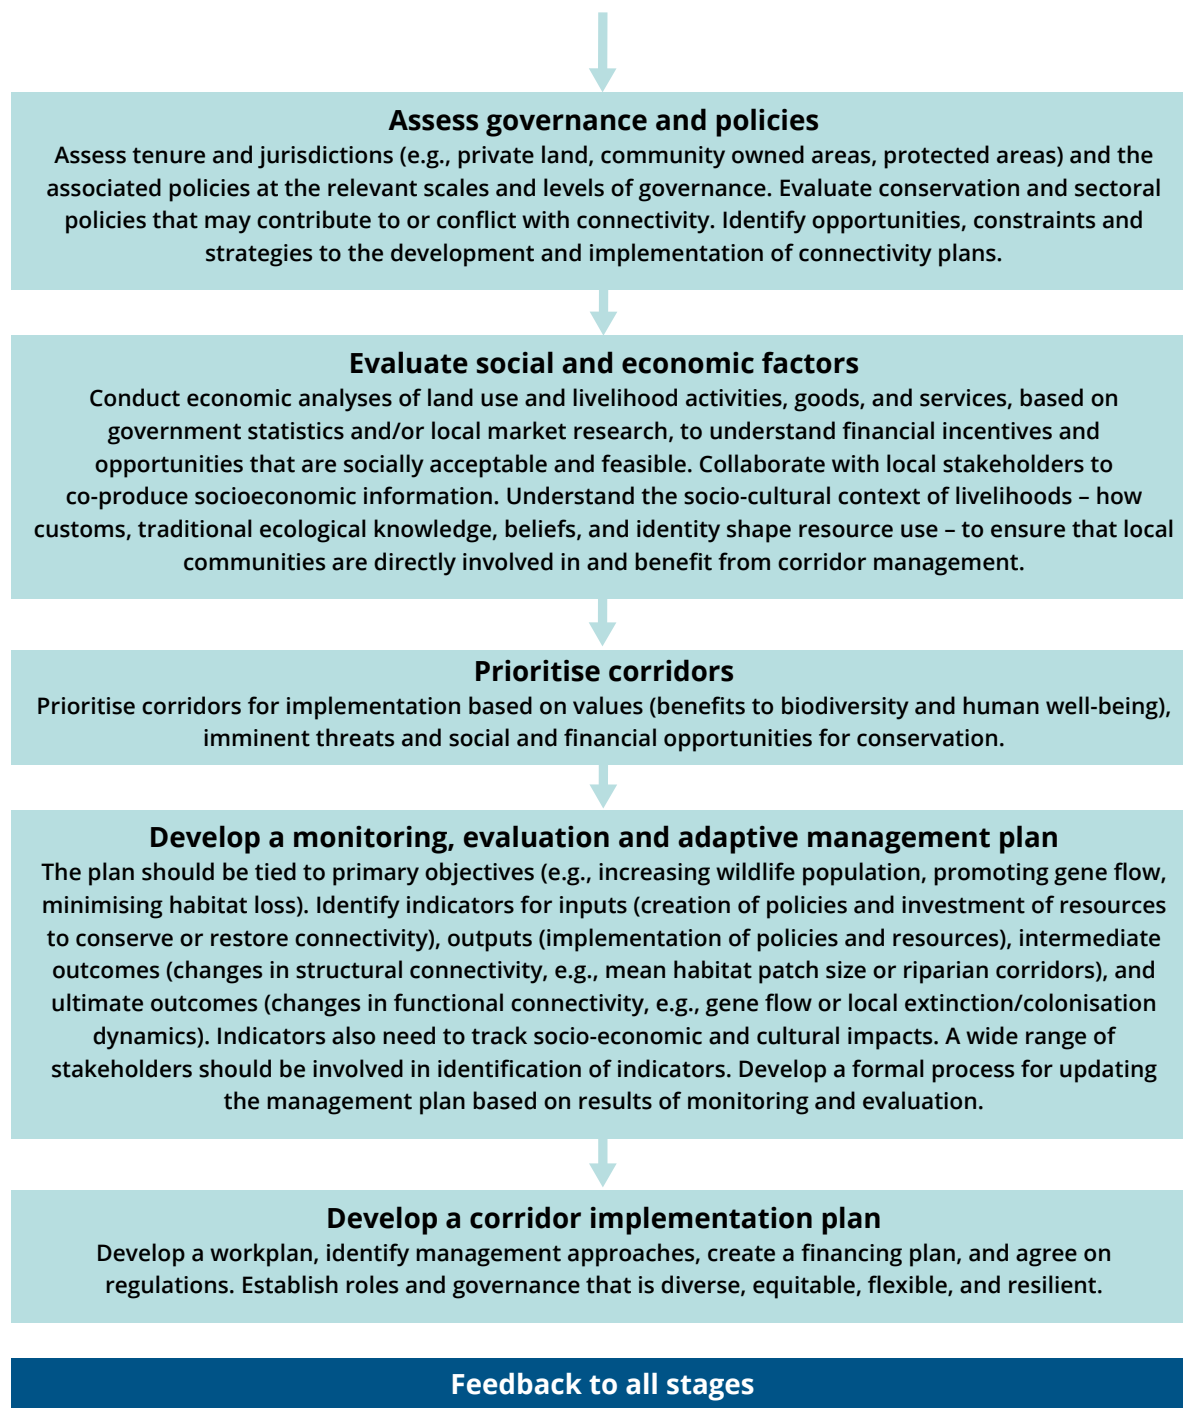 Assess governance and policies
Assess tenure and jurisdictions (e.g., private land, community owned areas, protected areas) and the
associated policies at the relevant scales and levels of governance. Evaluate conservation and sectoral
policies that may contribute to or conflict with connectivity. Identify opportunities, constraints and
strategies to the development and implementation of connectivity plans.
Evaluate social and economic factors
Conduct economic analyses of land use and livelihood activities, goods, and services, based on
government statistics and/or local market research, to understand financial incentives and
opportunities that are socially acceptable and feasible. Collaborate with local stakeholders to
co-produce socioeconomic information. Understand the socio-cultural context of livelihoods – how
customs, traditional ecological knowledge, beliefs, and identity shape resource use – to ensure that local
communities are directly involved in and benefit from corridor management.
Prioritise corridors
Prioritise corridors for implementation based on values (benefits to biodiversity and human well-being),
imminent threats and social and financial opportunities for conservation.
Develop a monitoring, evaluation and adaptive management plan
The plan should be tied to primary objectives (e.g., increasing wildlife population, promoting gene flow,
minimising habitat loss). Identify indicators for inputs (creation of policies and investment of resources
to conserve or restore connectivity), outputs (implementation of policies and resources), intermediate
outcomes (changes in structural connectivity, e.g., mean habitat patch size or riparian corridors), and
ultimate outcomes (changes in functional connectivity, e.g., gene flow or local extinction/colonisation
dynamics). Indicators also need to track socio-economic and cultural impacts. A wide range of
stakeholders should be involved in identification of indicators. Develop a formal process for updating
the management plan based on results of monitoring and evaluation.
Develop a corridor implementation plan
Develop a workplan, identify management approaches, create a financing plan, and agree on
regulations. Establish roles and governance that is diverse, equitable, flexible, and resilient.
Feedback to all stages